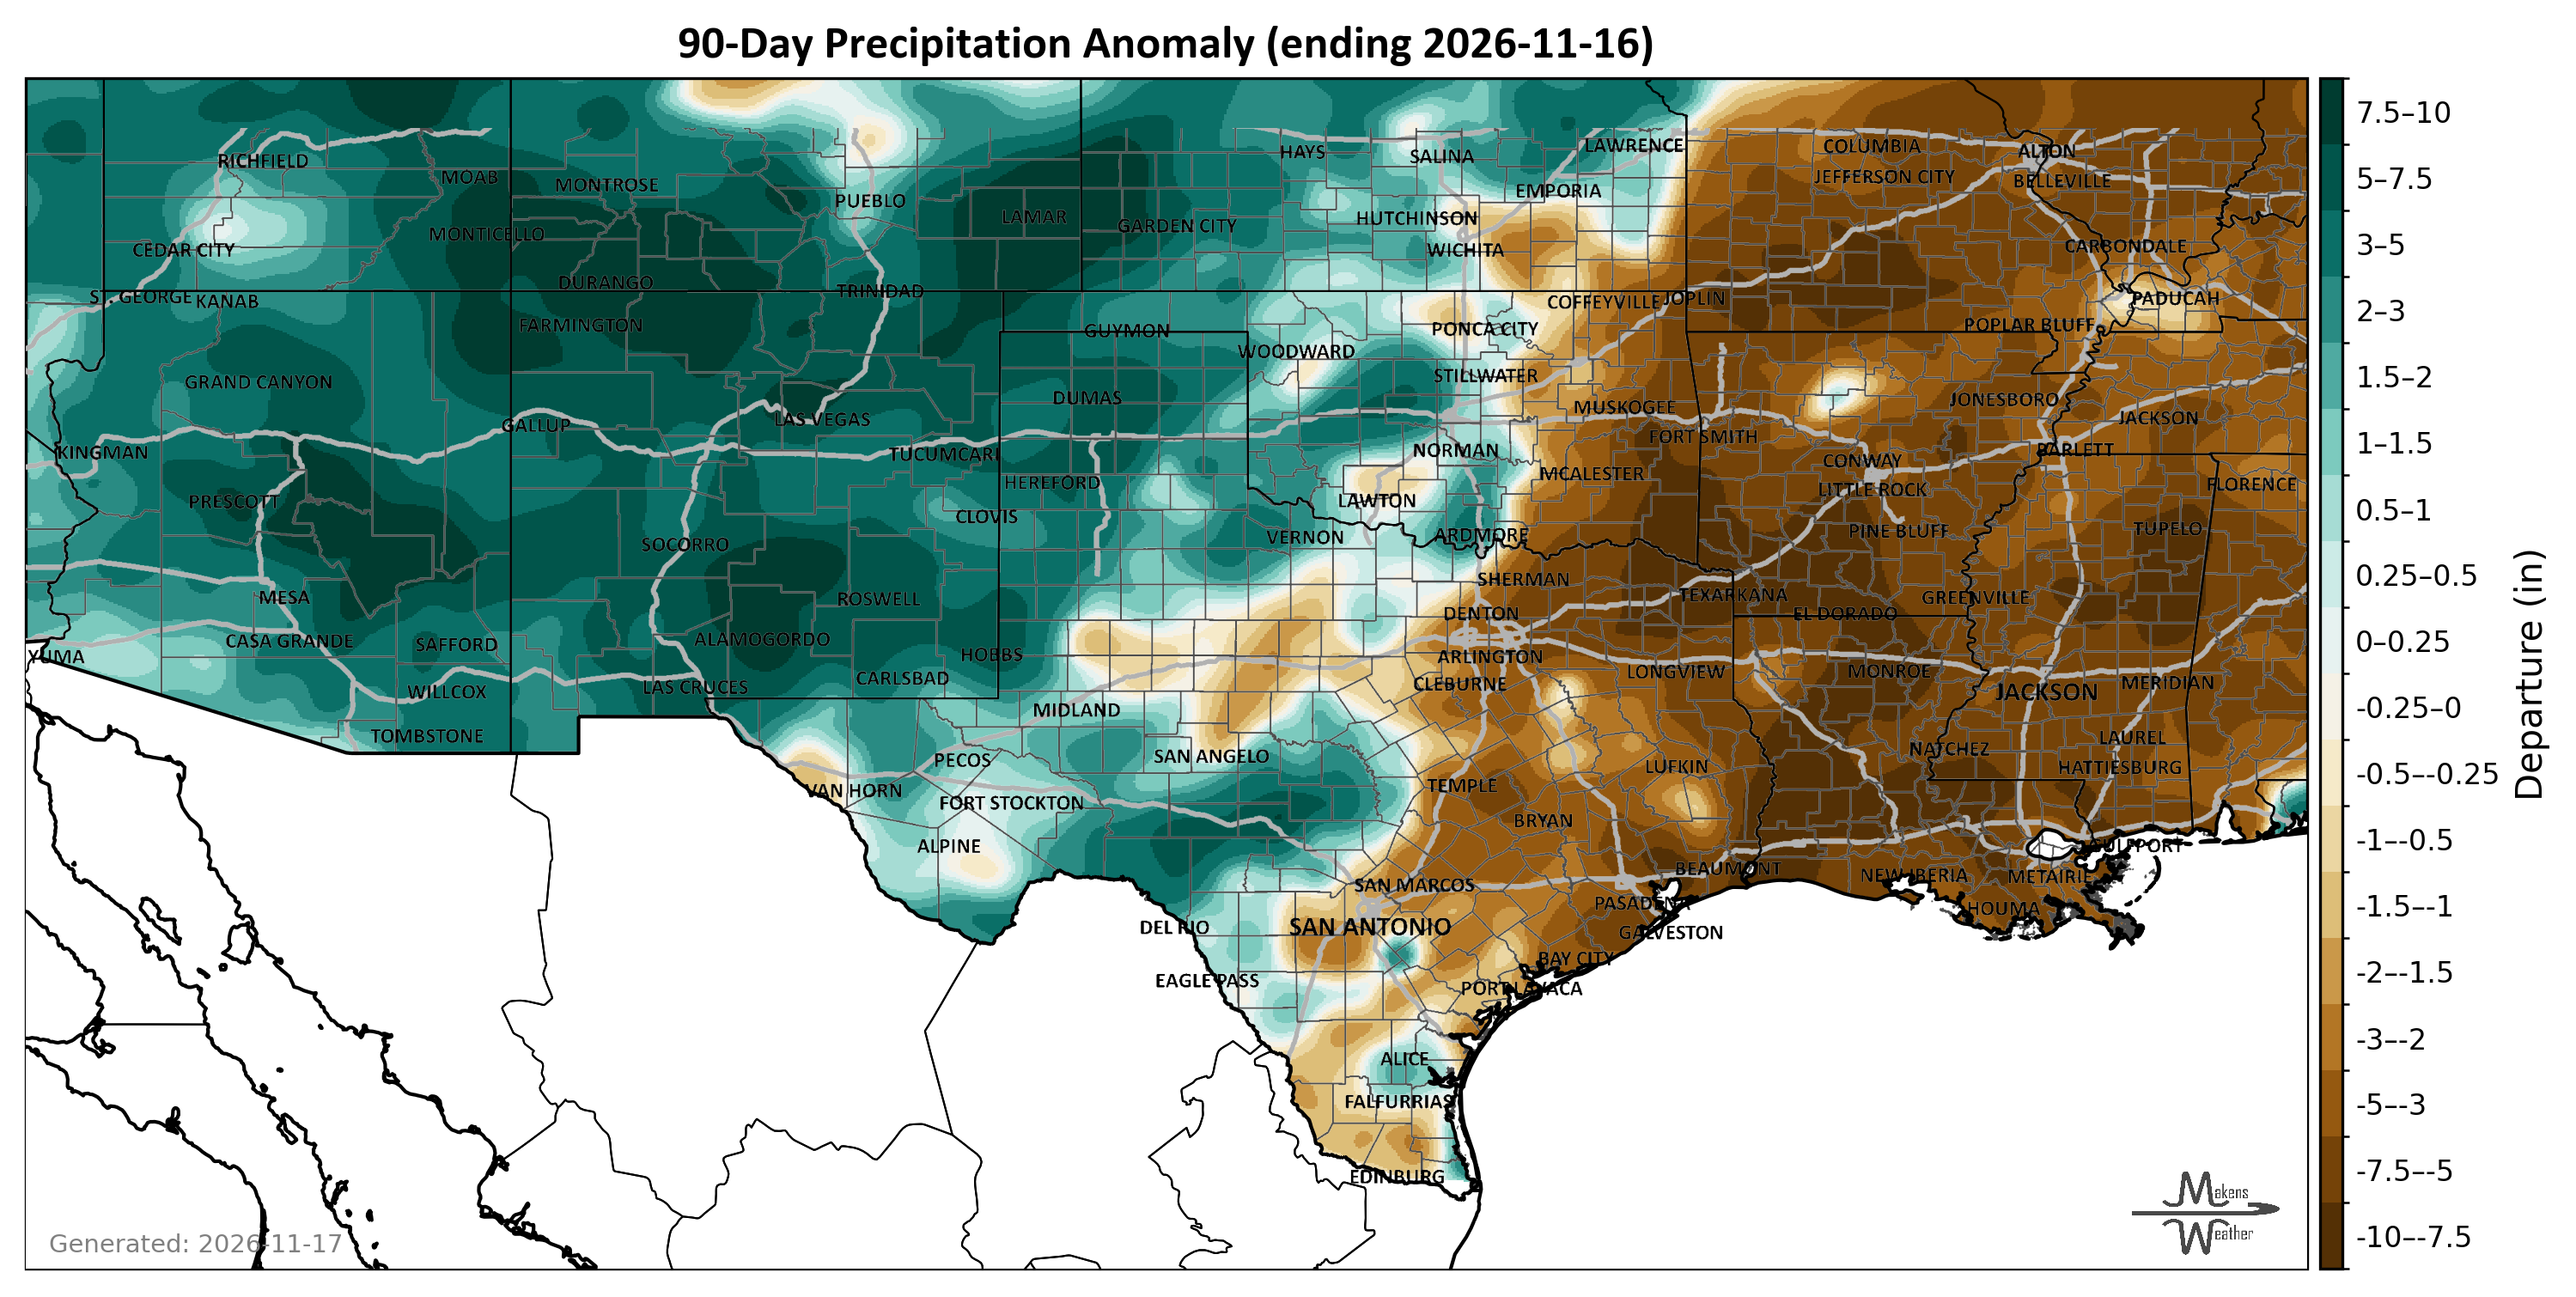 90-Day Precipitation Anomaly (ending 2026-11-16)
RICHFIELD
MOAB
MONTROSE
PUEBLO
LAMAR
HAYS
SALINA
LAWRENCE
COLUMBIA
ALTON
EMPORIA
JEFFERSON CITY
BELLEVILLE
GARDEN CITY
HUTCHINSON
MONTICELLO
CEDAR CITY
WICHITA
CARBONDALE
DURANGO
TRINIDAD
ST GEORGE
KANAB
COFFEYVILLE
JOPLIN
PADUCAH
FARMINGTON
GUYMON
PONCA CITY
POPLAR BLUFF
WOODWARD
GRAND CANYON
STILLWATER
DUMAS
MUSKOGEE
JONESBORO
JACKSON
GALLUP
LAS VEGAS
FORT SMITH
KINGMAN
TUCUMCARI
NORMAN
BARLETT
CONWAY
MCALESTER
HEREFORD
LITTLE ROCK
FLORENCE
PRESCOTT
LAWTON
CLOVIS
PINE BLUFF
TUPELO
SOCORRO
VERNON
ARDMORE
SHERMAN
MESA
ROSWELL
TEXARKANA
GREENVILLE
DENTON
EL DORADO
CASA GRANDE
SAFFORD
ALAMOGORDO
HOBBS
ARLINGTON
YUMA
LONGVIEW
MONROE
CARLSBAD
CLEBURNE
MERIDIAN
WILLCOX
LAS CRUCES
JACKSON
MIDLAND
TOMBSTONE
NATCHEZ
LAUREL
PECOS
SAN ANGELO
LUFKIN
HATTIESBURG
VAN HORN
TEMPLE
FORT STOCKTON
BRYAN
ALPINE
GULFPORT
BEAUMONT
NEW IBERIA
METAIRIE
SAN MARCOS
PASADENA
HOUMA
DEL RIO
SAN ANTONIO
GALVESTON
BAY CITY
EAGLE PASS
PORT LAVACA
ALICE
FALFURRIAS
EDINBURG
7.5–10
5–7.5
3–5
2–3
1.5–2
1–1.5
0.5–1
0.25–0.5
0–0.25
-0.25–0
-0.5–-0.25
-1–-0.5
-1.5–-1
-2–-1.5
-3–-2
-5–-3
-7.5–-5
-10–-7.5
Departure (in)
Generated: 2026-11-17
Makens
Weather